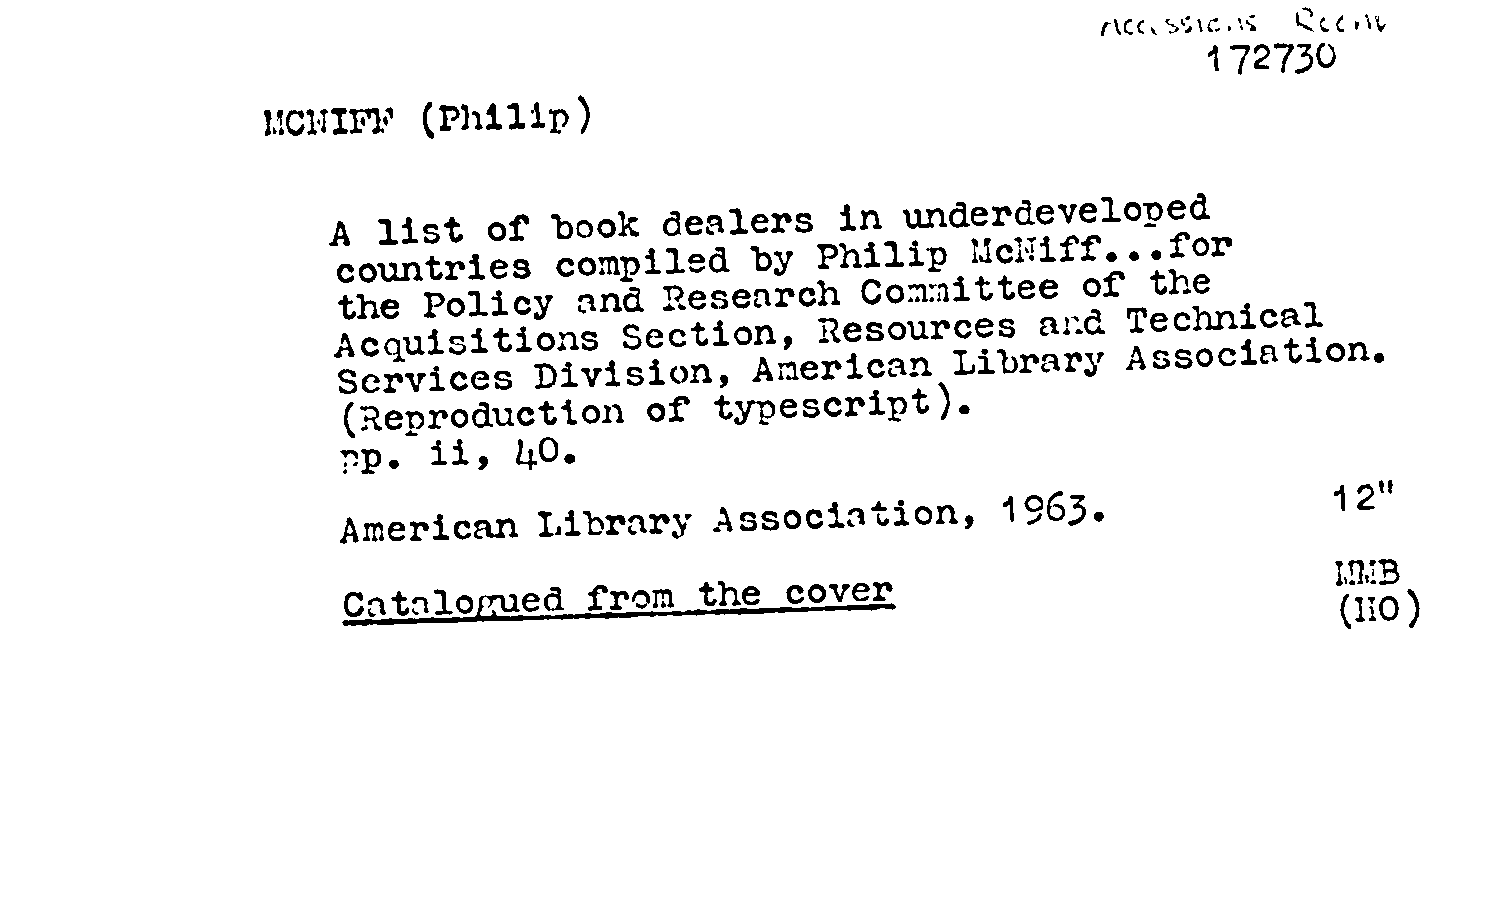 Accessions Room
172730
MCNIFF (Philip)
A list of book dealers in underdeveloped
countries compiled by Philip McNiff...for
the Policy and Research Committee of the
Acquisitions Section, Resources and Technical
Services Division, American Library Association.
(Reproduction of typescript).
pp. ii, 40.
American Library Association, 1963.
12"
Catalogued from the cover
MMB
(HO)